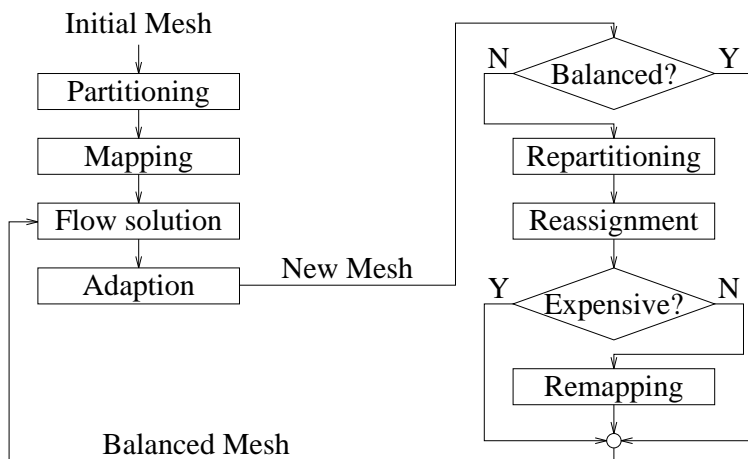 Initial Mesh
Partitioning
Mapping
Flow solution
Adaption
New Mesh
Balanced?
N
Y
Repartitioning
Reassignment
Expensive?
Y
N
Remapping
Balanced Mesh